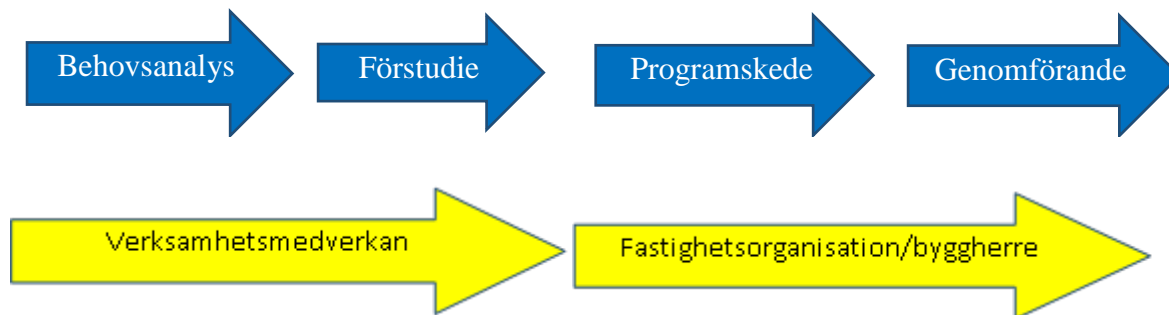 Behovsanalys
Förstudie
Programskede
Genomförande
Verksamhetsmedverkan
Fastighetsorganisation/byggherre